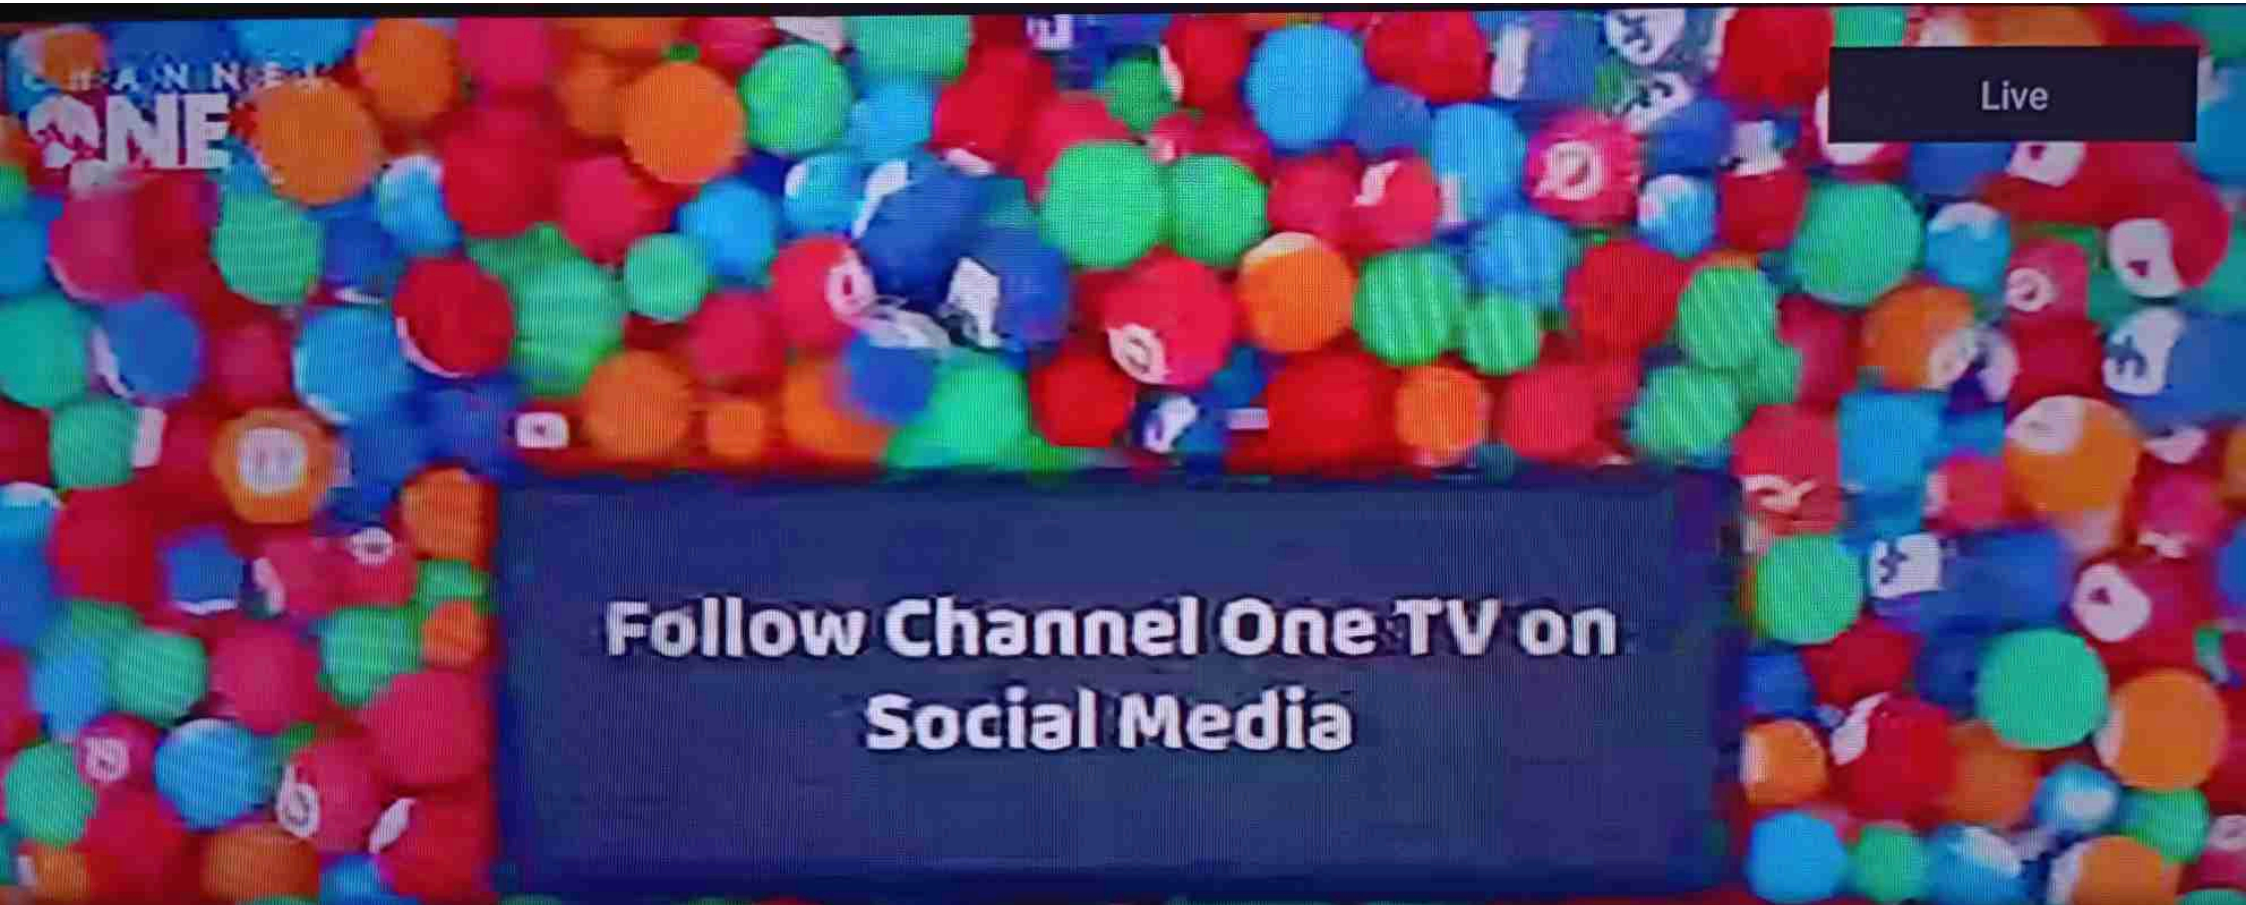 CHANNEL
ONE
Live
Follow Channel One TV on
Social Media